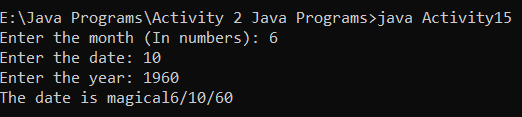 E:\Java Programs\Activity 2 Java Programs>java Activity15
Enter the month (In numbers): 6
Enter the date: 10
Enter the year: 1960
The date is magical6/10/60